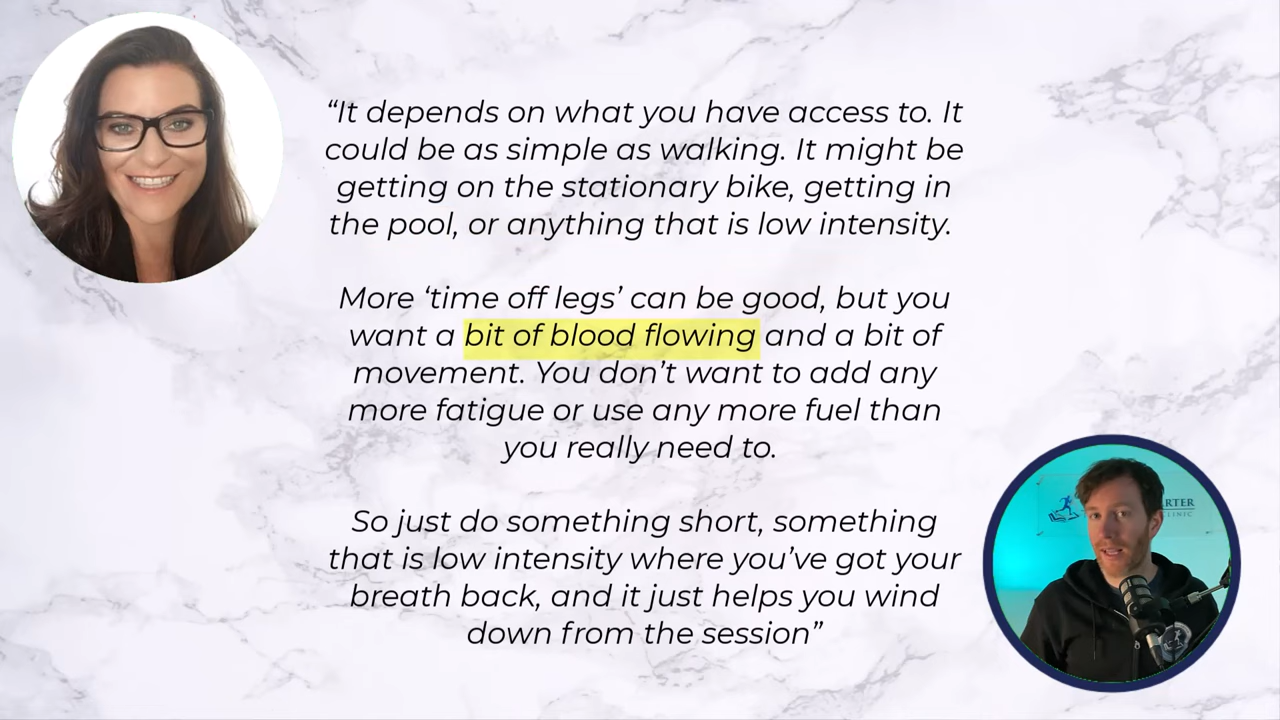 “It depends on what you have access to. It
could be as simple as walking. It might be
getting on the stationary bike, getting in
the pool, or anything that is low intensity.
More ‘time off legs’ can be good, but you
want a bit of blood flowing and a bit of
movement. You don’t want to add any
more fatigue or use any more fuel than
you really need to.
So just do something short, something
that is low intensity where you’ve got your
breath back, and it just helps you wind
down from the session”
RTER
CLINIC